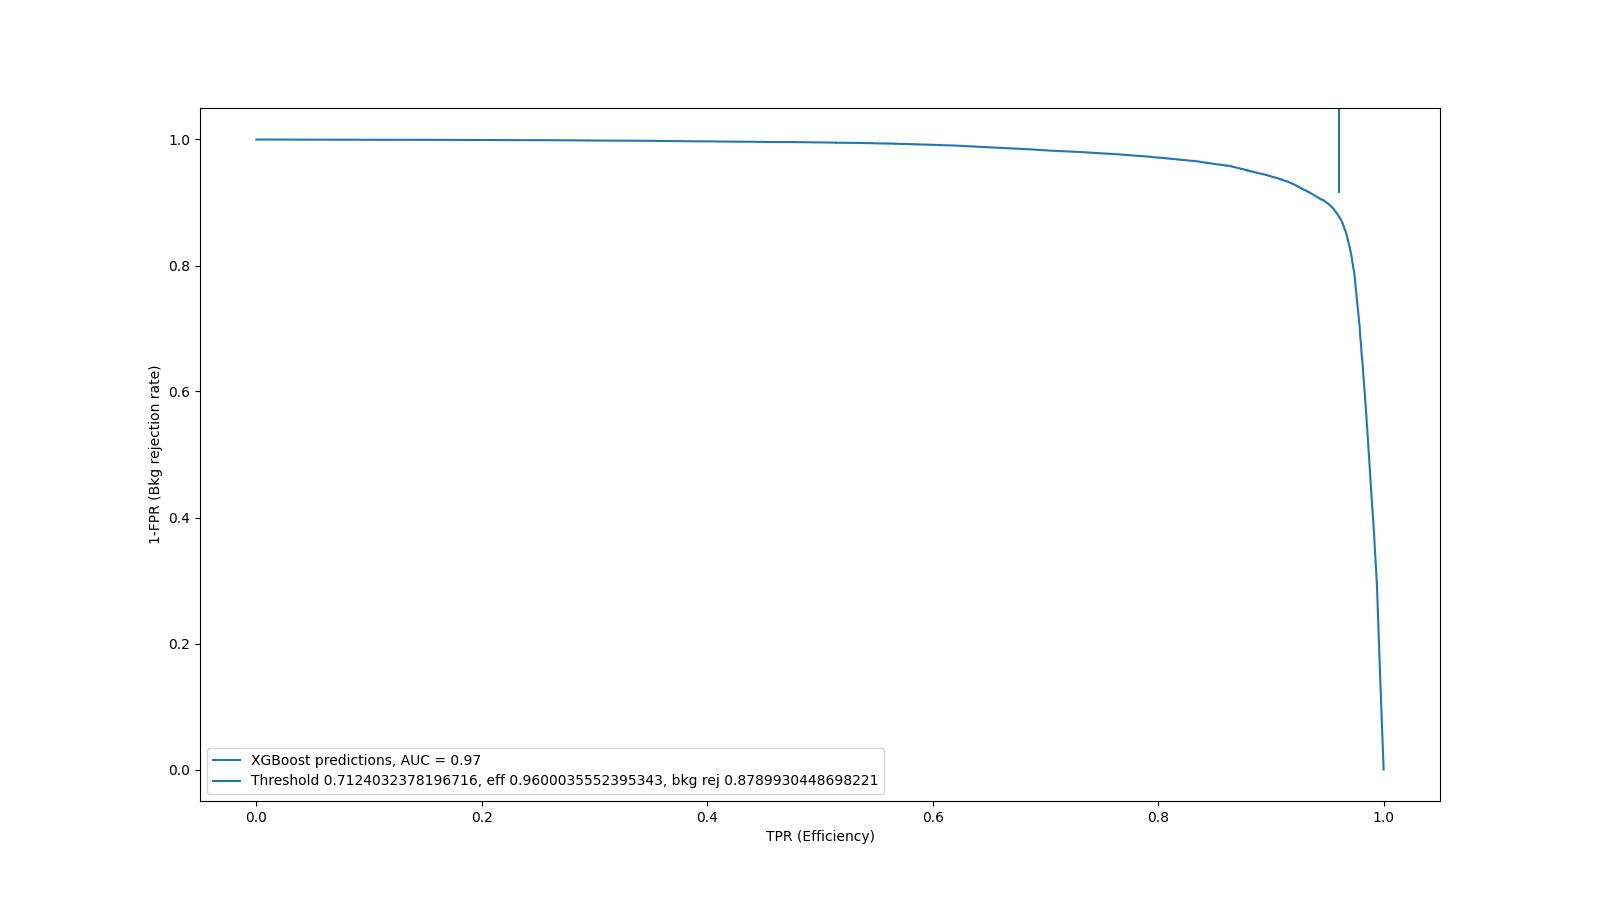 1.0
0.8
0.6
0.4
0.2
0.0
1-FPR (Bkg rejection rate)
XGBoost predictions, AUC = 0.97
Threshold 0.7124032378196716, eff 0.9600035552395343, bkg rej 0.8789930448698221
0.0 0.2 0.4 0.6 0.8 1.0
TPR (Efficiency)